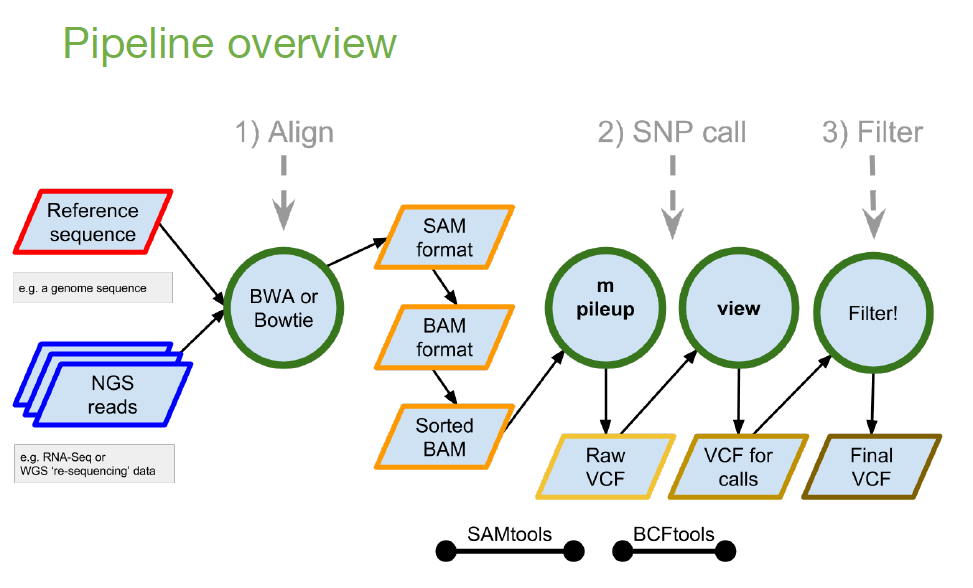 Pipeline overview
1) Align
2) SNP call
3) Filter
Reference
sequence
e.g. a genome sequence
NGS
reads
e.g. RNA-Seq or
WGS ‘re-sequencing’ data
BWA or
Bowtie
SAM
format
BAM
format
Sorted
BAM
m
pileup
view
Filter!
Raw
VCF
VCF for
calls
Final
VCF
SAMtools
BCFtools